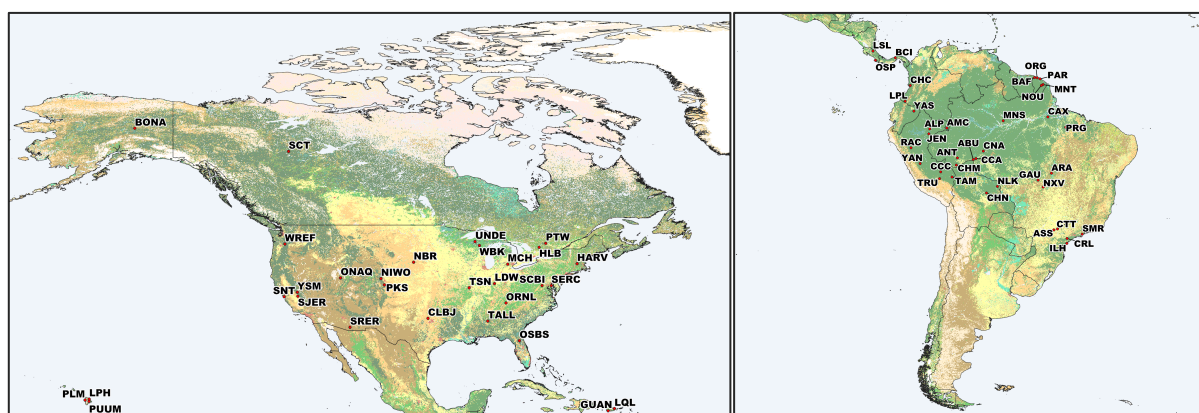 BONA
SCT
WREF
UNDE
PTW
WBK
HLB
NBR
MCH
HARV
ONAQ
NIWO
LDW
SCBI
SERC
YSM
PKS
TSN
SNT
SJER
ORNL
CLBJ
TALL
SRER
OSBS
PLM
LPH
PUUM
GUAN
LQL
LSL
BCI
OSP
ORG
CHC
BAF
PAR
MNT
LPL
NOU
YAS
CAX
ALP
AMC
MNS
PRG
JEN
RAC
ABU
CNA
YAN
ANT
CCA
CCC
CHM
ARA
GAU
TRU
TAM
NLK
NXV
CHN
CTT
ASS
SMR
CRL
ILH